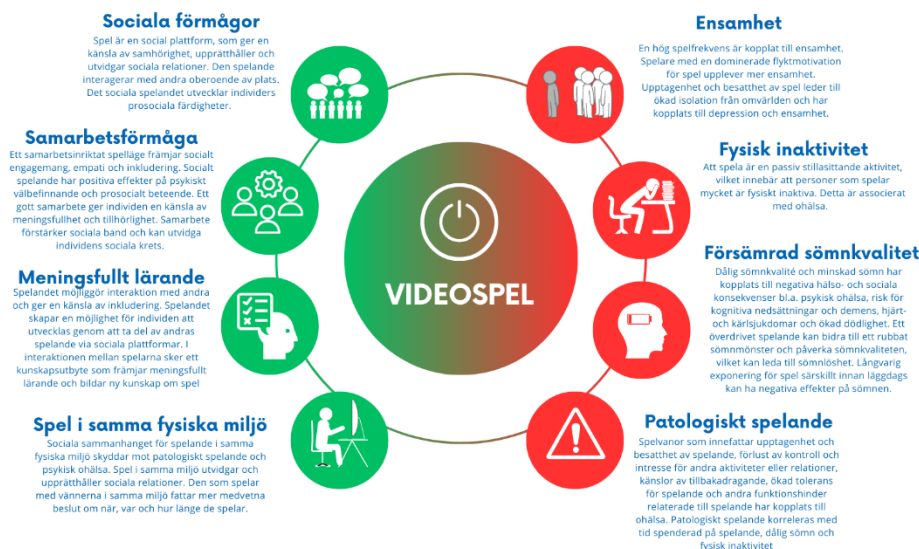 Sociala förmågor
Spel är en social plattform, som ger en
känsla av samhörighet, upprätthåller och
utvidgar sociala relationer. Den spelande
interagerar med andra oberoende av plats.
Det sociala spelandet utvecklar individers
prosociala färdigheter.
Samarbetsförmåga
Ett samarbetsinriktat spelläge främjar socialt
engagemang, empati och inkludering. Socialt
spelande har positiva effekter på psykiskt
välbefinnande och prosocialt beteende. Ett
gott samarbete ger individen en känsla av
meningsfullhet och tillhörlighet. Samarbete
förstärker sociala band och kan utvidga
individens sociala krets.
Meningsfullt lärande
Spelandet möjliggör interaktion med andra
och ger en känsla av inkludering. Spelandet
skapar en möjlighet för individen att
utvecklas genom att ta del av andras
spelande via sociala plattformar. I
interaktionen mellan spelarna sker ett
kunskapsutbyte som främjar meningsfullt
lärande och bildar ny kunskap om spel
Spel i samma fysiska miljö
Sociala sammanhanget för spelande i samma
fysiska miljö skyddar mot patologiskt spelande och
psykisk ohälsa. Spel i samma miljö utvidgar och
upprätthåller sociala relationer. Den som spelar
med vännerna i samma miljö fattar mer medvetna
beslut om när, var och hur länge de spelar.
VIDEOSPEL
Ensamhet
En hög spelfrekvens är kopplat till ensamhet.
Spelare med en dominerade flyktmotivation
för spel upplever mer ensamhet.
Upptagenhet och besatthet av spel leder till
ökad isolation från omvärlden och har
kopplats till depression och ensamhet.
Fysisk inaktivitet
Att spela är en passiv stillasittande aktivitet,
vilket innebär att personer som spelar
mycket är fysiskt inaktiva. Detta är associerat
med ohälsa.
Försämrad sömnkvalitet
Dålig sömnkvalité och minskad sömn har
kopplats till negativa hälso- och sociala
konsekvenser bl.a. psykisk ohälsa, risk för
kognitiva nedsättningar och demens, hjärt-
och kärlsjukdomar och ökad dödlighet. Ett
överdrivet spelande kan bidra till ett rubbat
sömnmönster och påverka sömnkvaliteten,
vilket kan leda till sömnlöshet. Långvarig
exponering för spel särskillt innan läggdags
kan ha negativa effekter på sömnen.
Patologiskt spelande
Spelvanor som innefattar upptagenhet och
besatthet av spelande, förlust av kontroll och
intresse för andra aktiviteter eller relationer,
känslor av tillbakadragande, ökad tolerans
för spelande och andra funktionshinder
relaterade till spelande har kopplats till
ohälsa. Patologiskt spelande korreleras med
tid spenderad på spelande, dålig sömn och
fysisk inaktivitet